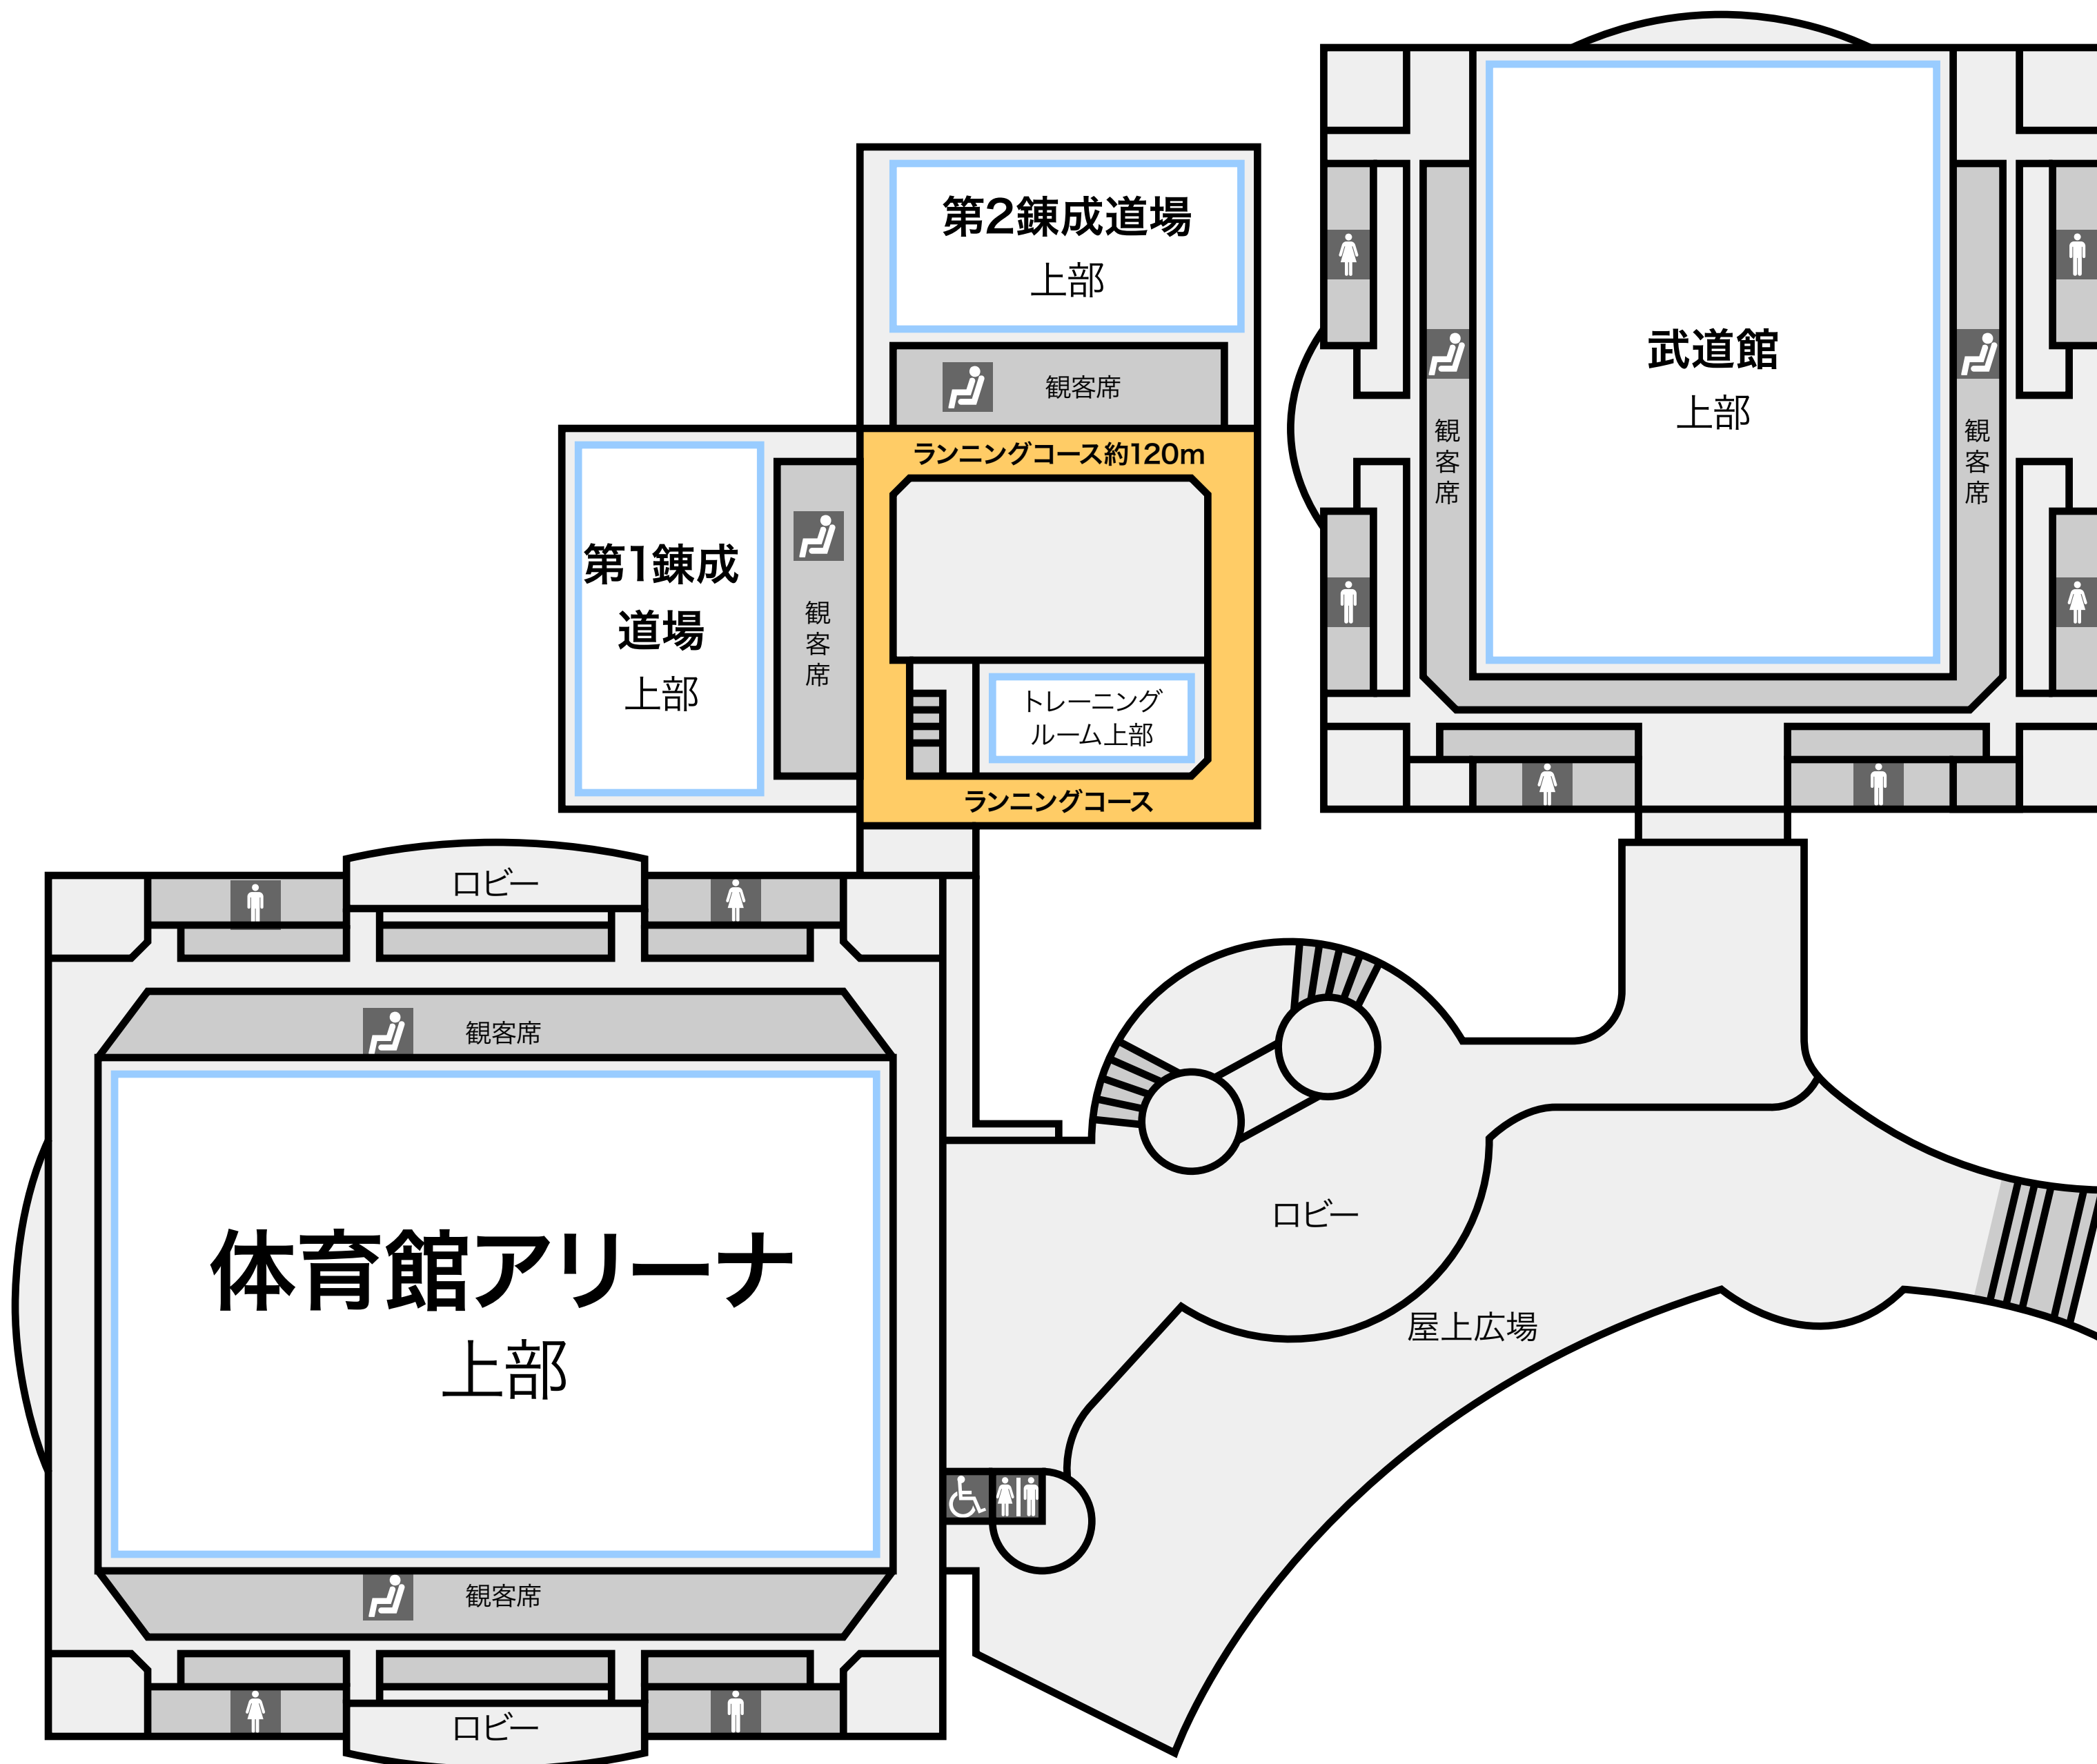 第2錬成道場
上部
観客席
ランニングコース約120m
第1錬成
道場
上部
観客席
トレーニング
ルーム上部
ランニングコース
武道館
上部
観客席
観客席
ロビー
観客席
体育館アリーナ
上部
観客席
ロビー
ロビー
屋上広場